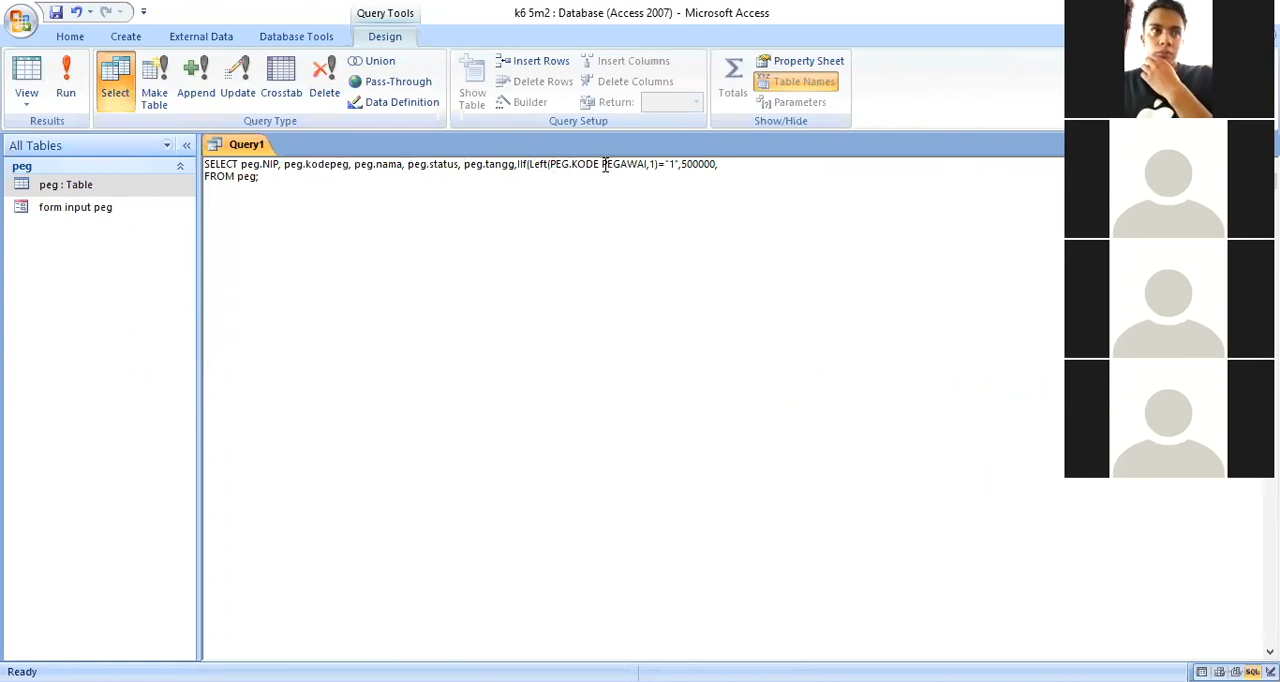 Query Tools
k6 5m2 : Database (Access 2007) - Microsoft Access
Home
Create
External Data
Database Tools
Design
View
Run
Select
Make Table
Append
Update
Crosstab
Delete
Union
Pass-Through
Data Definition
Show Table
Insert Rows
Delete Rows
Builder
Insert Columns
Delete Columns
Return:
Totals
Property Sheet
Table Names
Parameters
Results
Query Type
Query Setup
Show/Hide
All Tables
Query1
peg
peg : Table
form input peg
SELECT peg.NIP, peg.kodepeg, peg.nama, peg.status, peg.tangg,IIf(Left(PEG.KODE PEGAWAI,1)="1",500000,
FROM peg;
Ready
SQL